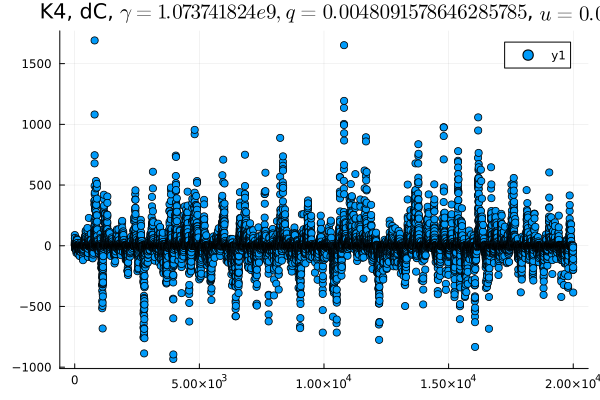 K4, dC, γ = 1.073741824e9, q = 0.0048091578646285785, u = 0.0
y1
1500
1000
500
0
−500
−1000
0 5.00×10³ 1.00×10⁴ 1.50×10⁴ 2.00×10⁴